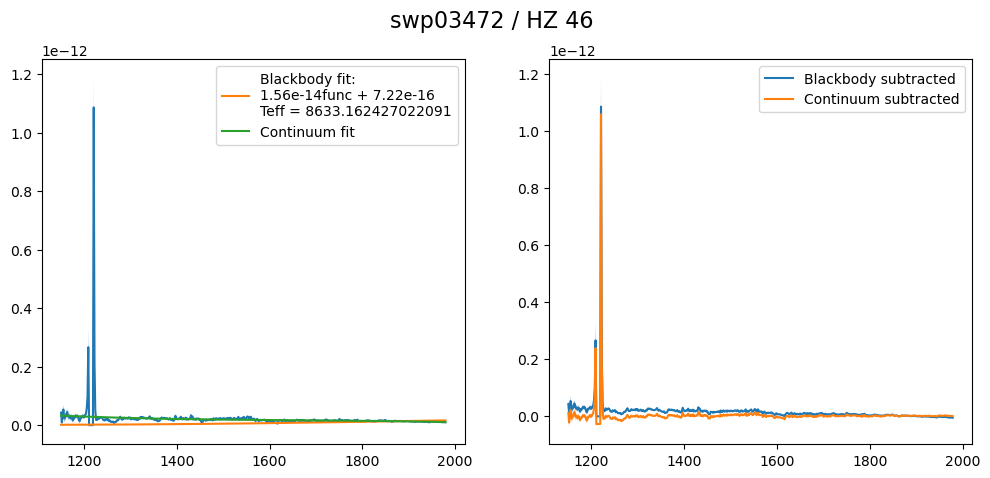 swp03472 / HZ 46
1e−12
1.2
1.0
0.8
0.6
0.4
0.2
0.0
1200
1400
1600
1800
2000
Blackbody fit:
1.56e-14func + 7.22e-16
Teff = 8633.162427022091
Continuum fit
1e−12
1.2
1.0
0.8
0.6
0.4
0.2
0.0
1200
1400
1600
1800
2000
Blackbody subtracted
Continuum subtracted